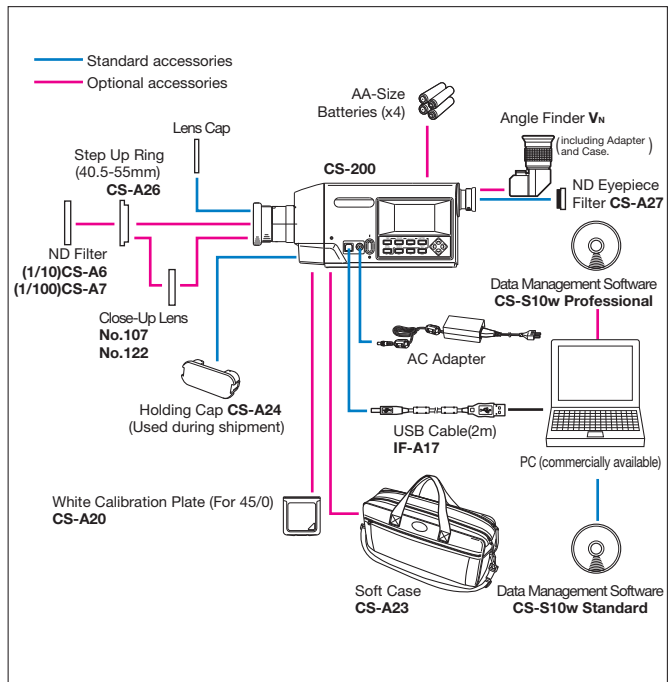 Standard accessories
Optional accessories
AA-Size
Batteries (x4)
Lens Cap
Step Up Ring
(40.5-55mm)
CS-A26
CS-200
Angle Finder VN
(including Adapter
and Case.)
ND Eyepiece
Filter CS-A27
ND Filter
(1/10)CS-A6
(1/100)CS-A7
Close-Up Lens
No.107
No.122
Data Management Software
CS-S10w Professional
AC Adapter
Holding Cap CS-A24
(Used during shipment)
USB Cable(2m)
IF-A17
PC (commercially available)
White Calibration Plate (For 45/0)
CS-A20
Soft Case
CS-A23
Data Management Software
CS-S10w Standard